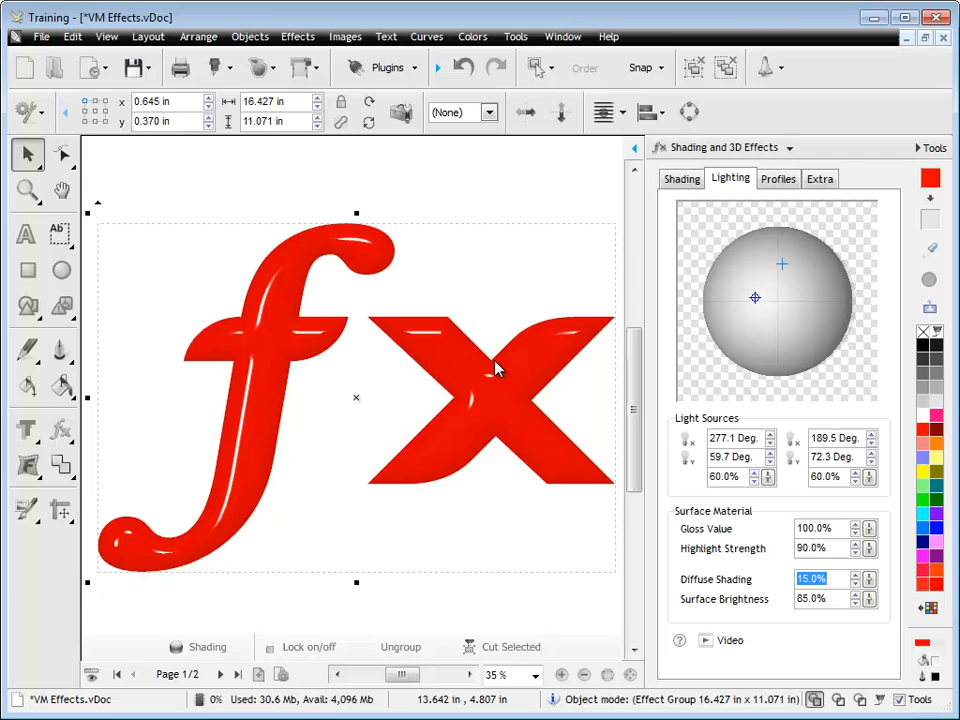 Training - [*VM Effects.vDoc]
File Edit View Layout Arrange Objects Effects Images Text Curves Colors Tools Window Help
Plugins Order Snap
x 0.645 in 16.427 in (None)
y 0.370 in 11.071 in
fx Shading and 3D Effects Tools
Shading Lighting Profiles Extra
A Ab
fx
Light Sources
X 277.1 Deg. X 189.5 Deg.
Y 59.7 Deg. Y 72.3 Deg.
60.0% 60.0%
Surface Material
Gloss Value 100.0%
Highlight Strength 90.0%
Diffuse Shading 15.0%
Surface Brightness 85.0%
? Video
T fx
Shading Lock on/off Ungroup Cut Selected
Page 1/2 35 %
*VM Effects.vDoc 0% Used: 30.6 Mb, Avail: 4,096 Mb 13.642 in , 4.807 in Object mode: (Effect Group 16.427 in x 11.071 in) Tools